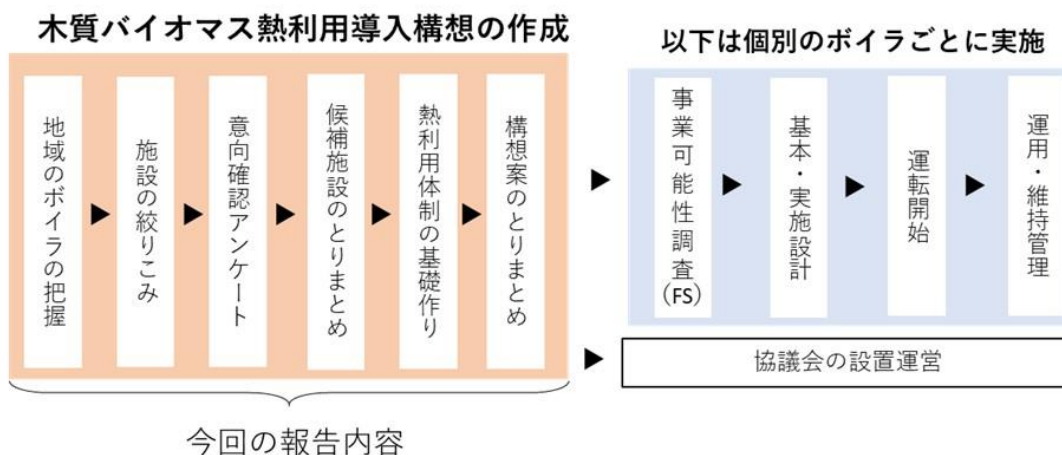 木質バイオマス熱利用導入構想の作成
地域のボイラの把握
施設の絞りこみ
意向確認アンケート
候補施設のとりまとめ
熱利用体制の基礎作り
構想案のとりまとめ
今回の報告内容
以下は個別のボイラごとに実施
事業可能性調査(FS)
基本・実施設計
運転開始
運用・維持管理
協議会の設置運営